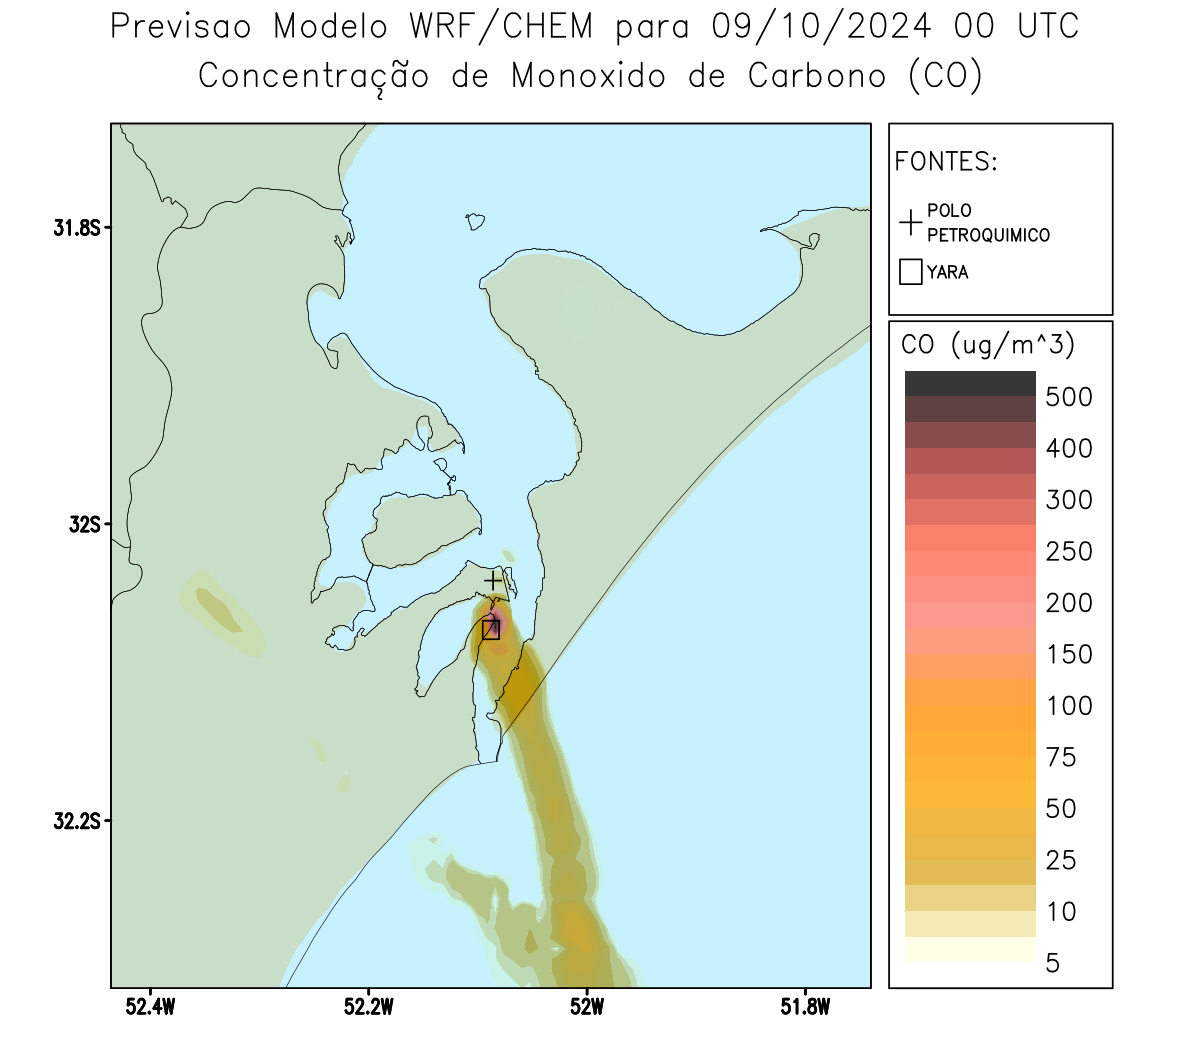 Previsao Modelo WRF/CHEM para 09/10/2024 00 UTC
Concentração de Monoxido de Carbono (CO)
FONTES:
POLO
PETROQUIMICO
YARA
CO (ug/m^3)
500
400
300
250
200
150
100
75
50
25
10
5
31.8S
32S
32.2S
52.4W
52.2W
52W
51.8W